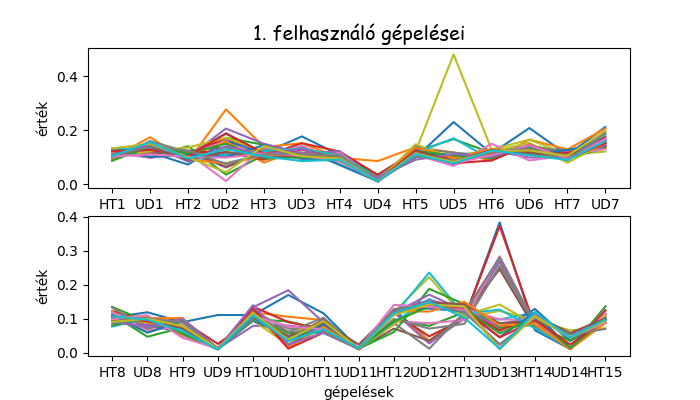 1. felhasználó gépelései
érték
0.4
0.2
0.0
HT1 UD1 HT2 UD2 HT3 UD3 HT4 UD4 HT5 UD5 HT6 UD6 HT7 UD7
érték
0.4
0.3
0.2
0.1
0.0
HT8 UD8 HT9 UD9 HT10 UD10 HT11 UD11 HT12 UD12 HT13 UD13 HT14 UD14 HT15
gépelések